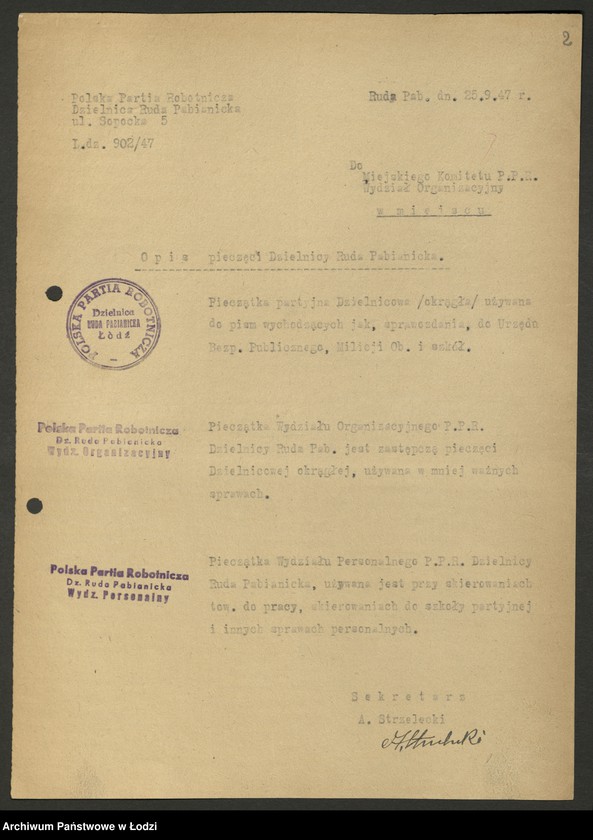 2
Polska Partia Robotnicza
Dzielnica Ruda Pabianicka
ul. Sopocka 5
L.dz. 902/47
Ruda Pab. dn. 25.9.47 r.
Do
Miejskiego Komitetu P.P.R.
Wydział Organizacyjny
w miejscu
Opis pieczęci Dzielnicy Ruda Pabianicka.
POLSKA PARTIA ROBOTNICZA
Dzielnica
RUDA PABIANICKA
Łódź
Pieczątka partyjna Dzielnicowa /okrągła/ używana
do pism wychodzących jak, sprawozdania, do Urzędu
Bezp. Publicznego, Milicji Ob. i szkół.
Polska Partia Robotnicza
Dz. Ruda Pabianicka
Wydz. Organizacyjny
Pieczątka Wydziału Organizacyjnego P.P.R.
Dzielnicy Ruda Pab. jest zastępczą pieczęci
okrągłej, używana w mniej ważnych
sprawach.
Polska Partia Robotnicza
Dz. Ruda Pabianicka
Wydz. Personalny
Pieczątka Wydziału Personalnego P.P.R. Dzielnicy
Ruda Pabianicka, używana jest przy skierowaniach
tow. do pracy, skierowaniach do szkoły partyjnej
i innych sprawach personalnych.
Sekretarz
A. Strzelecki
Archiwum Państwowe w Łodzi